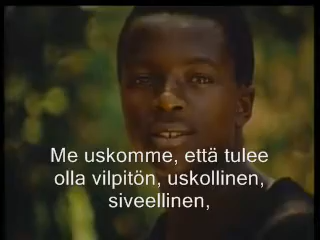 Me uskomme, että tulee
olla vilpitön, uskollinen,
siveellinen,